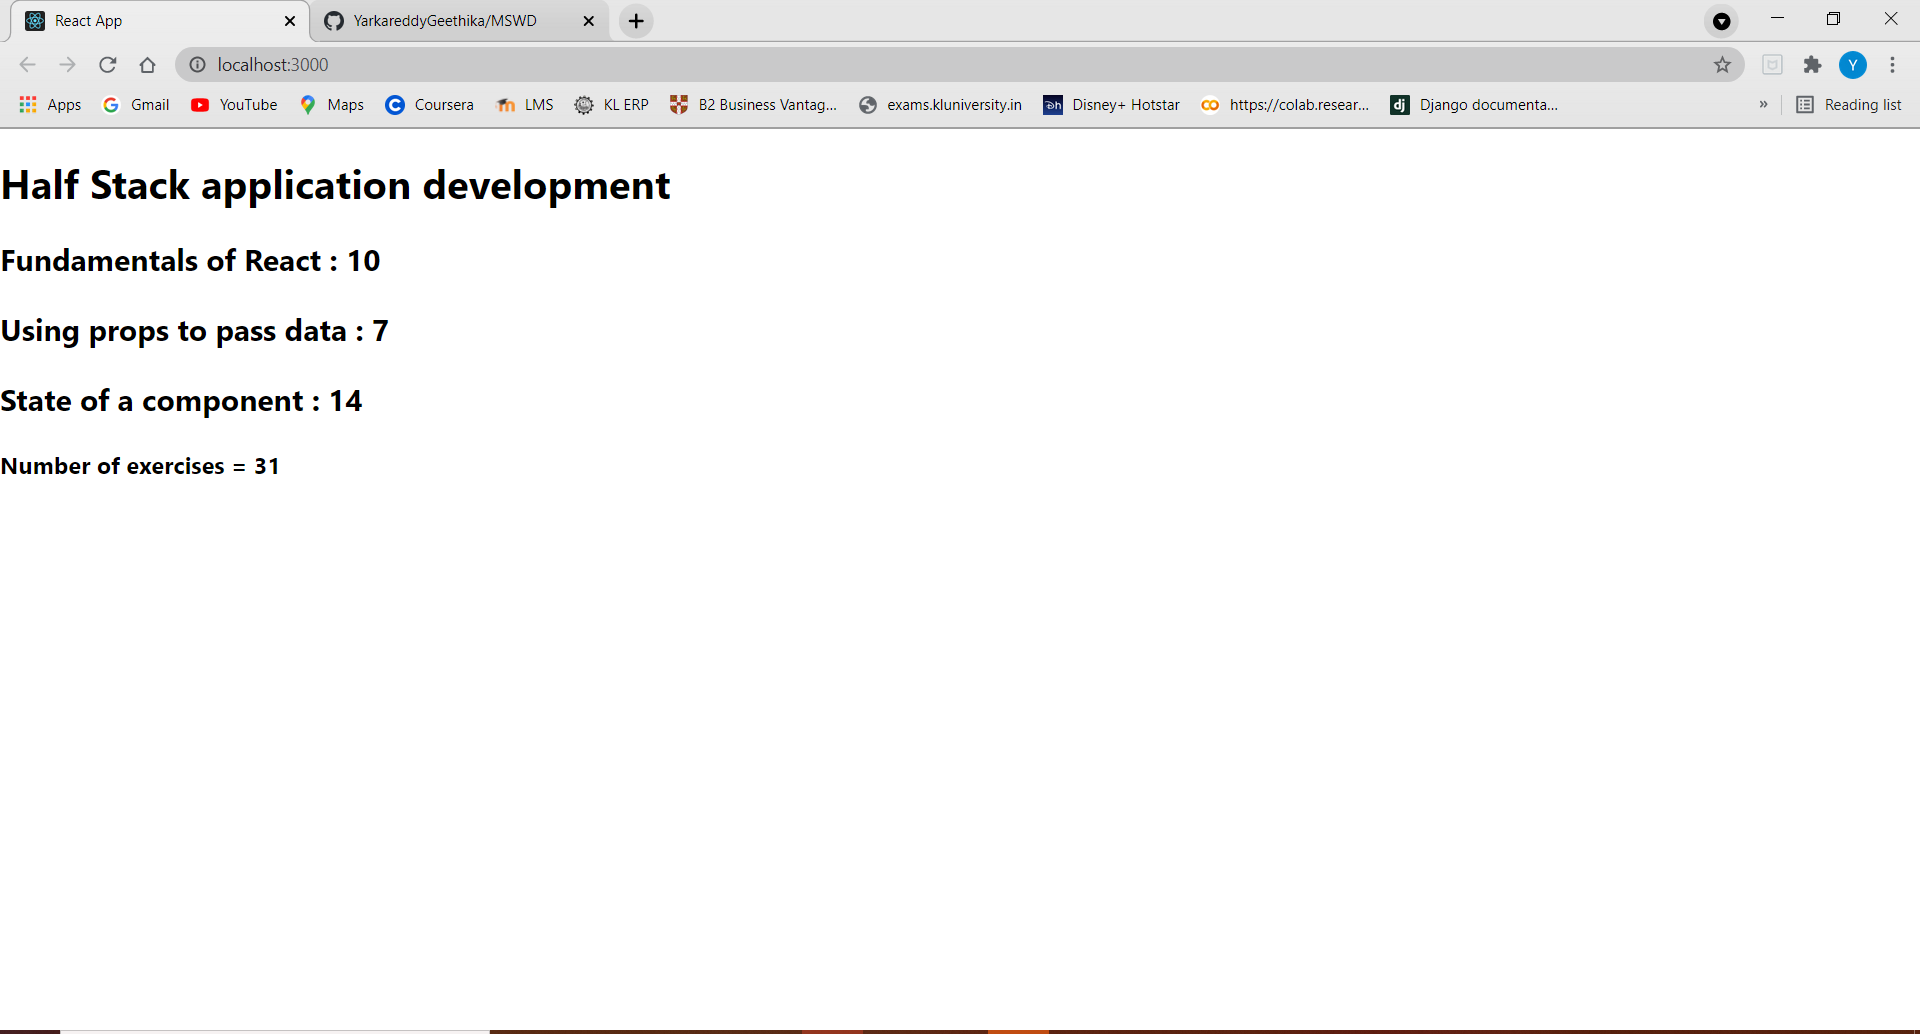 React App
YarkareddyGeethika/MSWD
localhost:3000
Y
Apps Gmail YouTube Maps Coursera LMS KL ERP B2 Business Vantag... exams.kluniversity.in Disney+ Hotstar https://colab.resear... dj Django documenta... » Reading list
Half Stack application development
Fundamentals of React : 10
Using props to pass data : 7
State of a component : 14
Number of exercises = 31